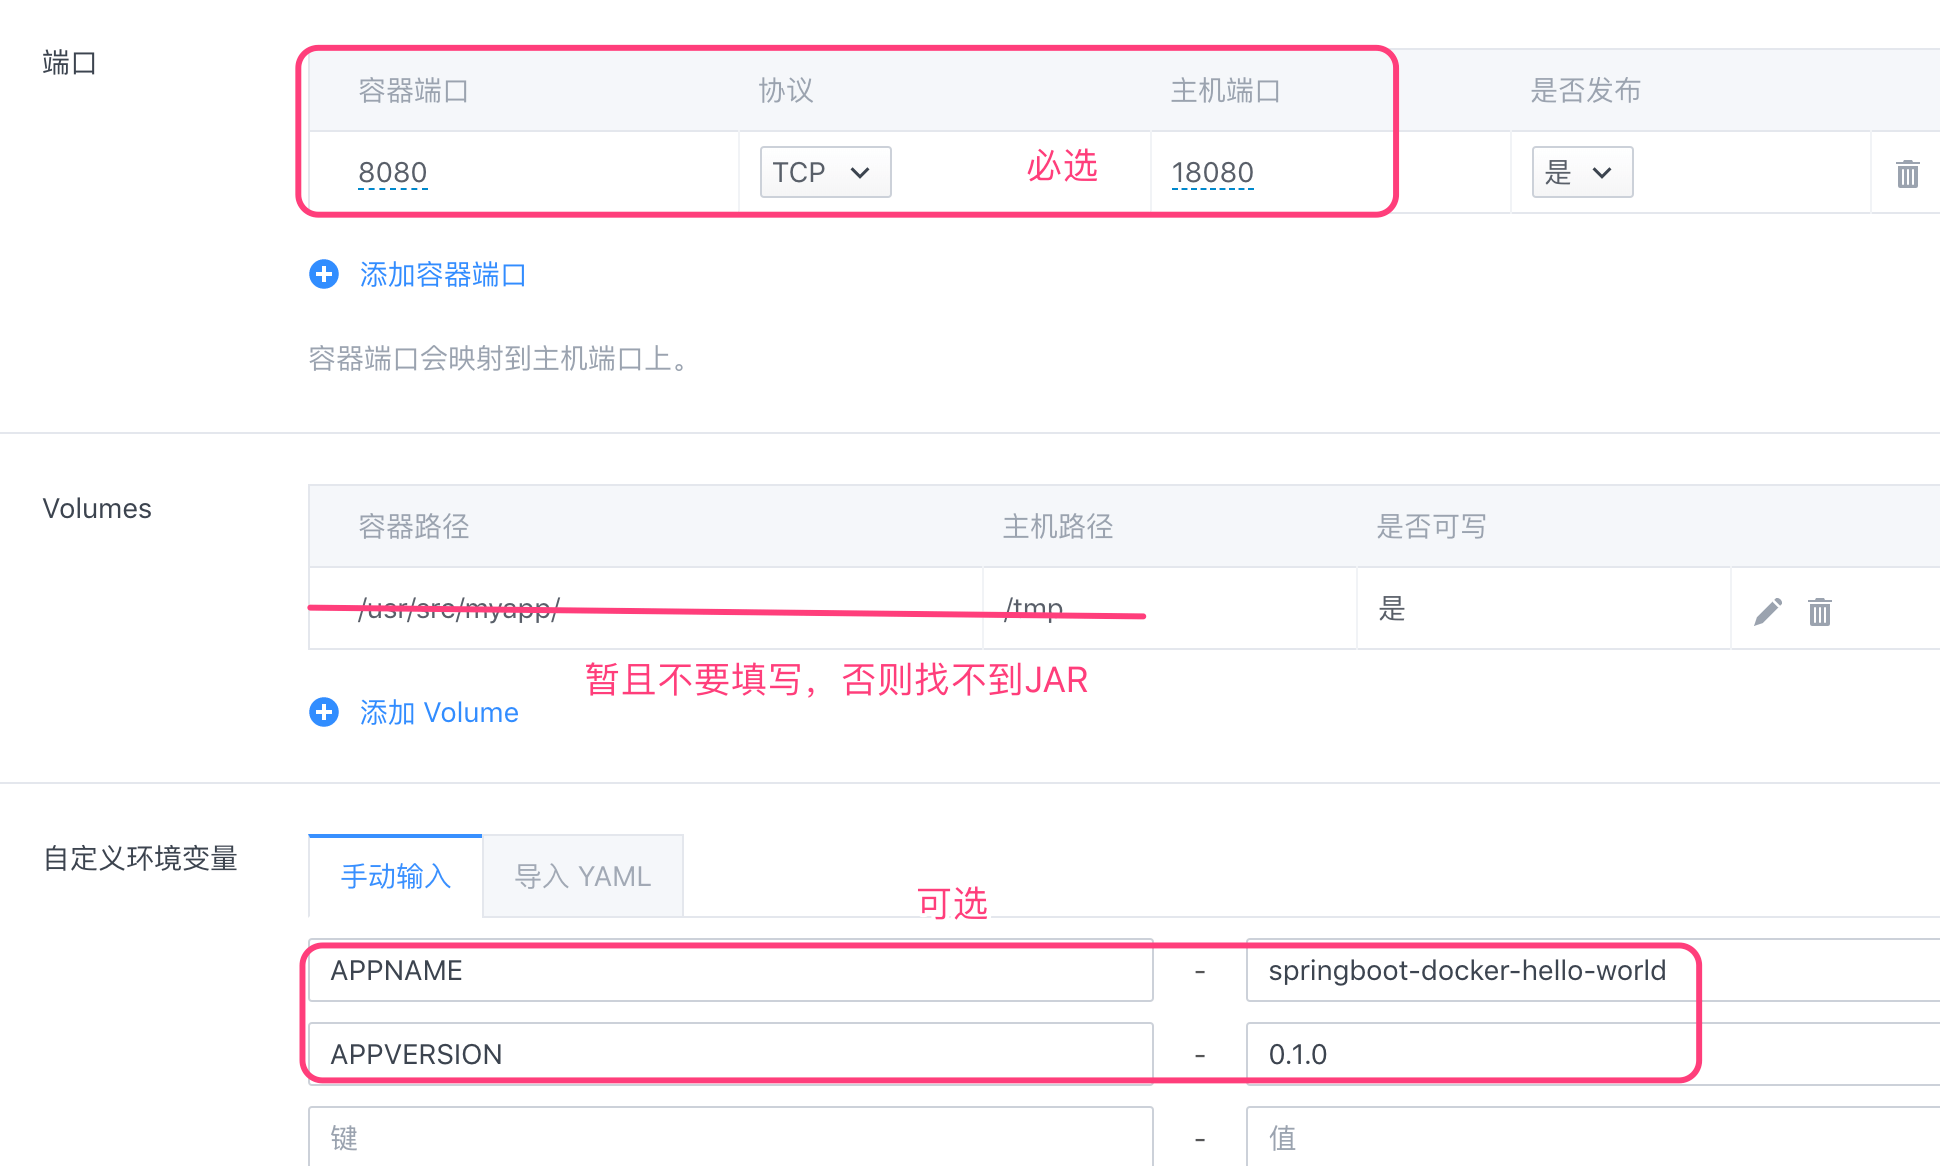 端口
容器端口 协议 主机端口 是否发布
8080 TCP 必选 18080 是
添加容器端口
容器端口会映射到主机端口上。
Volumes
容器路径 主机路径 是否可写
/usr/src/myapp/ /tmp 是
暂且不要填写，否则找不到JAR
添加 Volume
自定义环境变量
手动输入 导入 YAML
可选
APPNAME - springboot-docker-hello-world
APPVERSION - 0.1.0
键 - 值